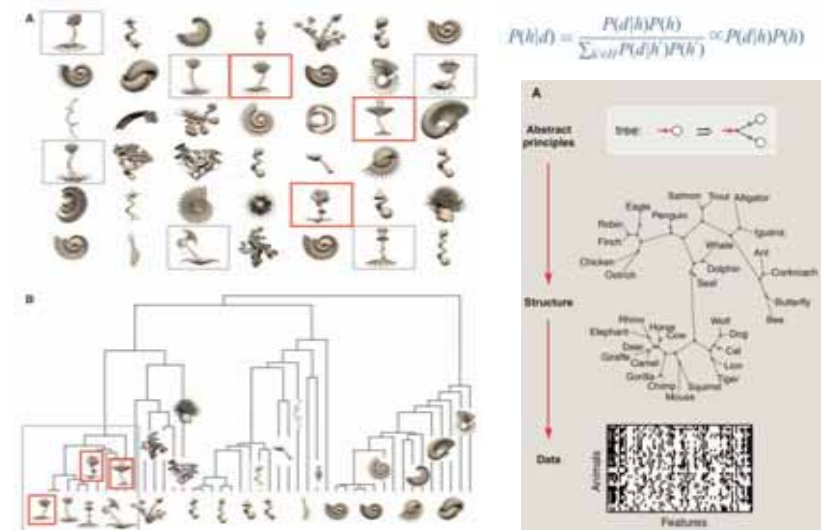 A
P(h|d) = P(d|h)P(h) / ∑h'∈H P(d|h')P(h') ∝ P(d|h)P(h)
A
Abstract
principles
tree:
Salmon
Trout
Alligator
Eagle
Penguin
Robin
Iguana
Finch
Whale
Ant
Chicken
Dolphin
Cockroach
Ostrich
Seal
Butterfly
Structure
Bee
B
Rhino
Horse
Wolf
Elephant
Cow
Dog
Deer
Cat
Giraffe
Camel
Lion
Gorilla
Tiger
Chimp
Squirrel
Mouse
Data
Animals
Features